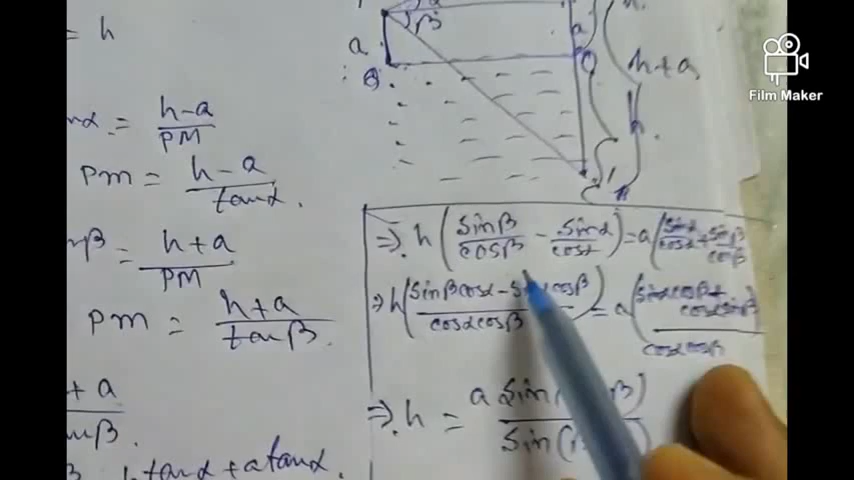 = h
β
a
a
θ
h+a
h
Film Maker
α = h-a / PM
PM = h-a / tanα.
β = h+a / PM
PM = h+a / tanβ.
+ a
β.
h tanα + a tanα.
⇒. h ( sinβ/cosβ - sinα/cosα ) = a ( sinα/cosα + sinβ/cosβ
⇒ h ( sinβcosα - cosβ / cosαcosβ ) = a ( sinαcosβ + cosαsinβ ) / cosαcosβ
⇒. h = a sin( β) / sin(